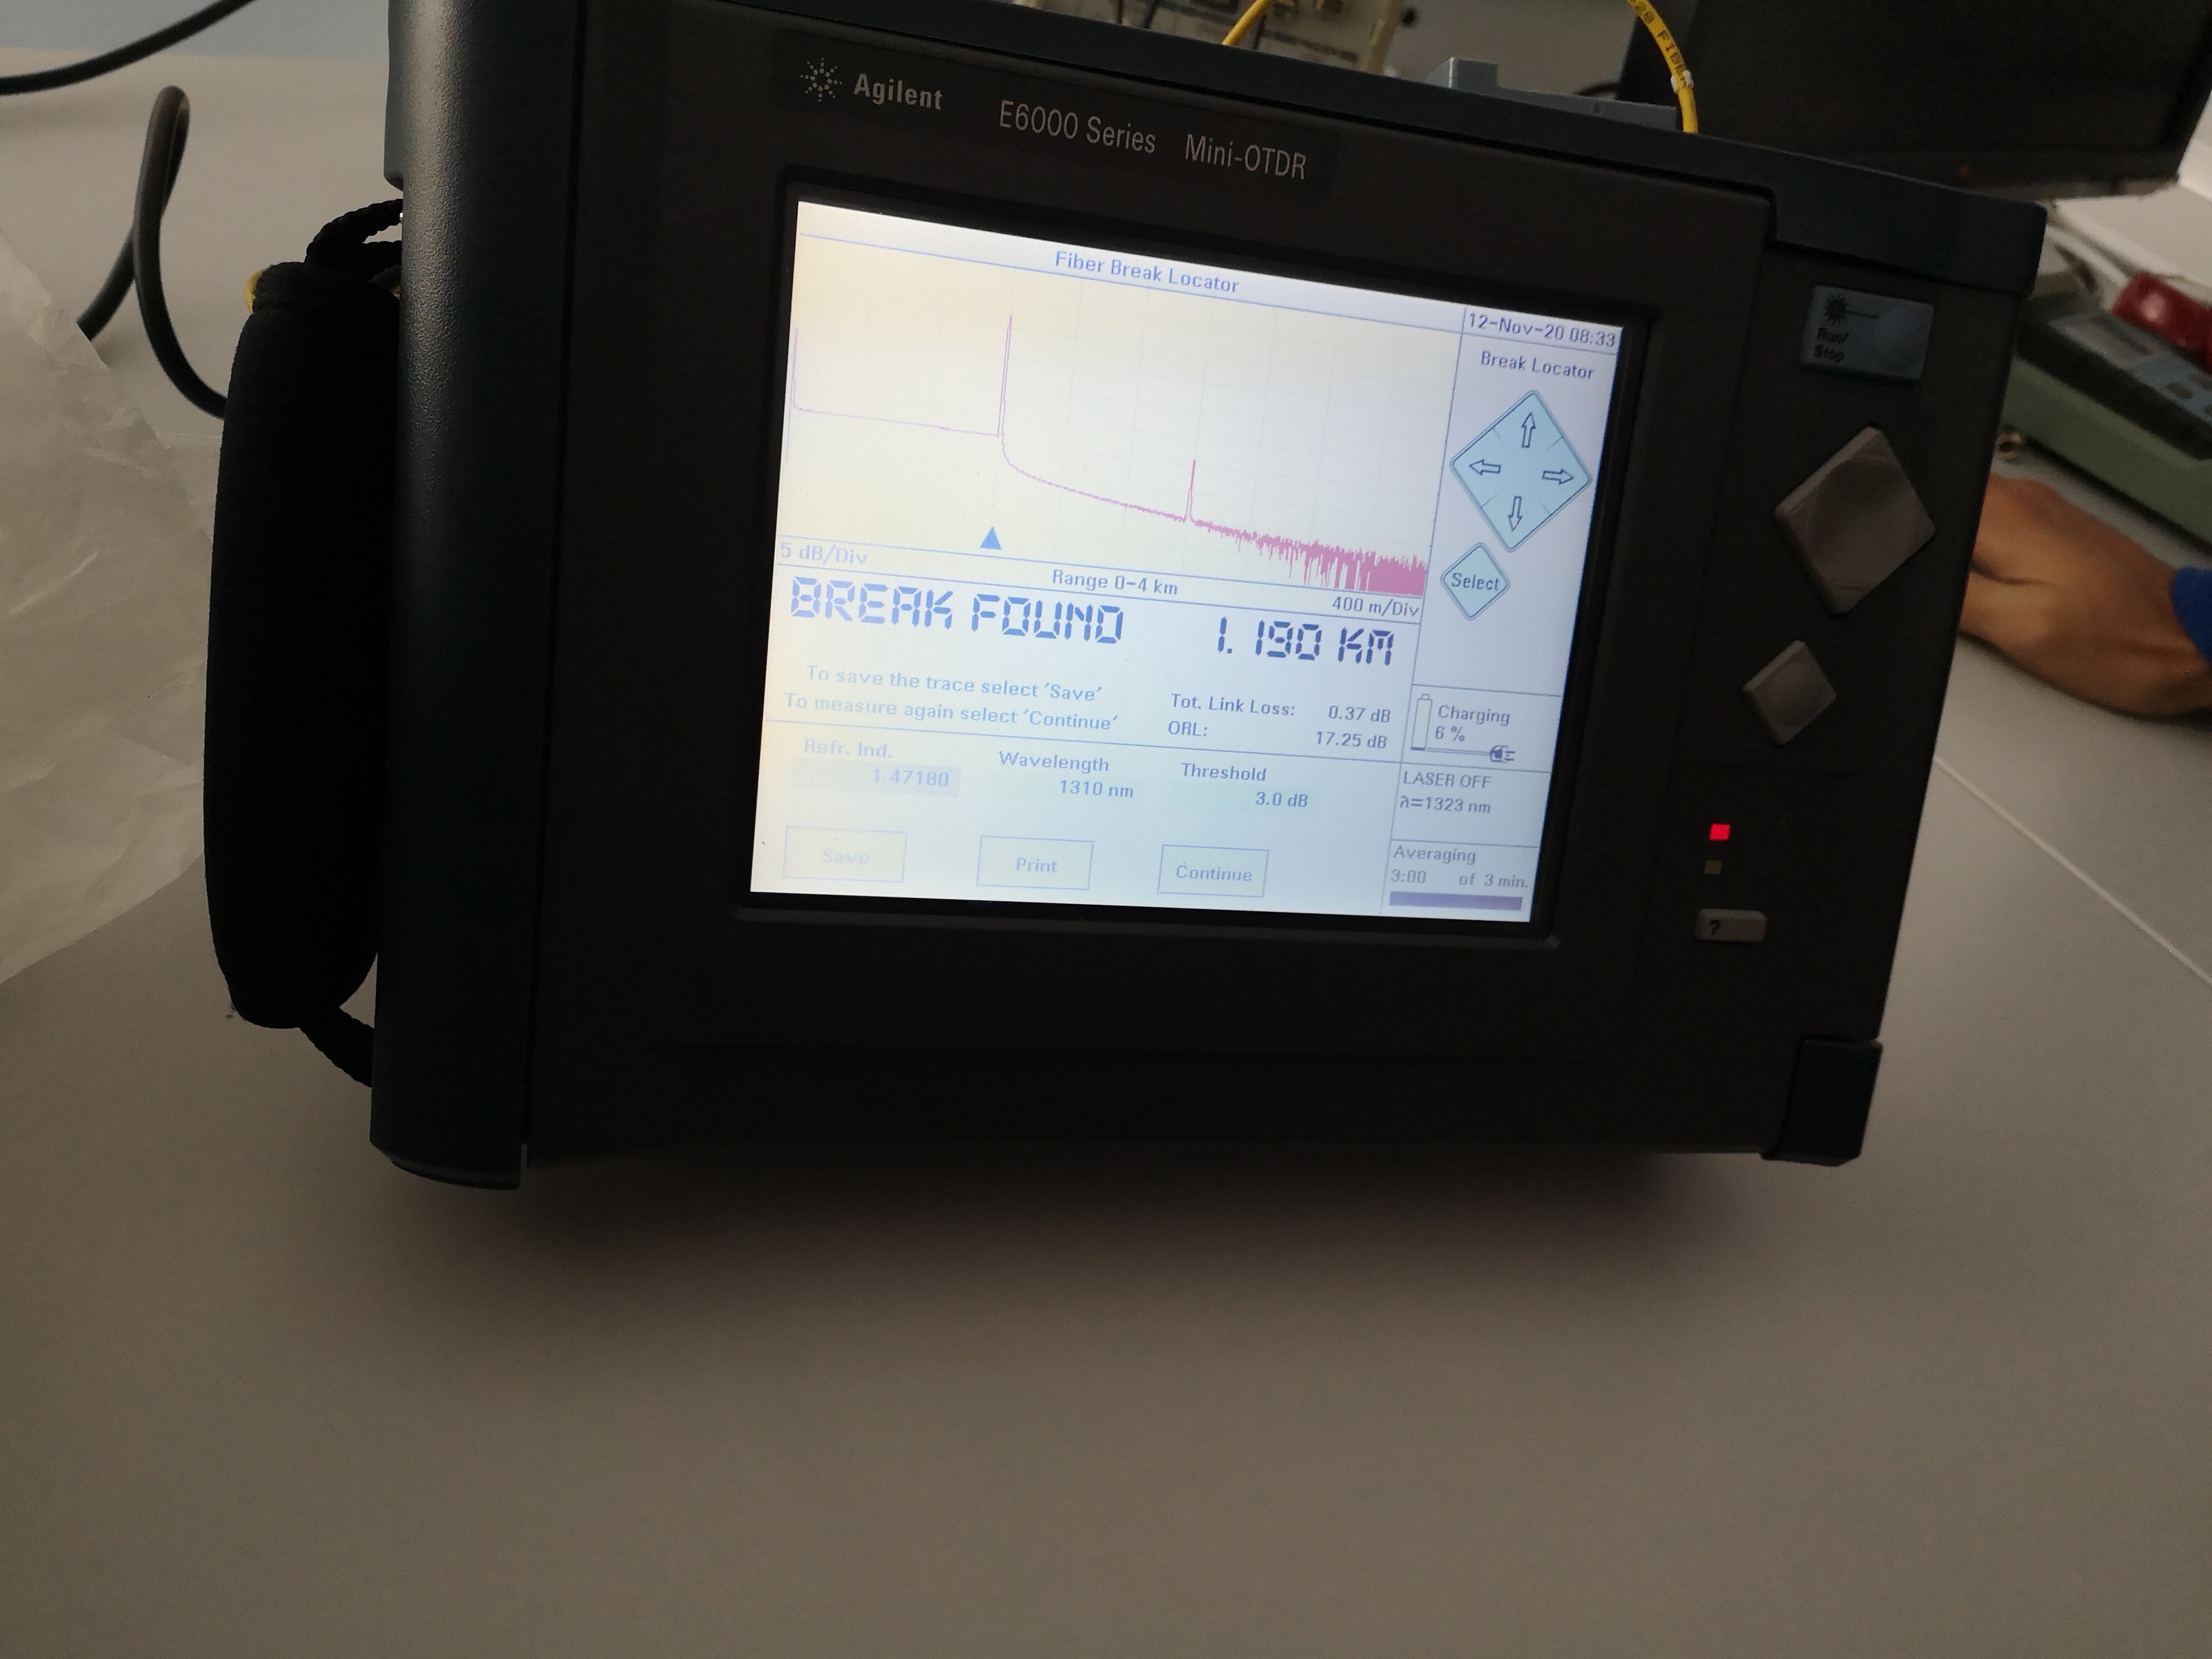 Agilent E6000 Series Mini-OTDR
Fiber Break Locator
12-Nov-20 08:33
Break Locator
Select
5 dB/Div
Range 0-4 km
400 m/Div
BREAK FOUND 1.190 KM
To save the trace select 'Save'
To measure again select 'Continue'
Tot. Link Loss: 0.37 dB
ORL: 17.25 dB
Charging
6 %
Refr. Ind.
1.47180
Wavelength
1310 nm
Threshold
3.0 dB
LASER OFF
λ=1323 nm
Save
Print
Continue
Averaging
3:00 of 3 min.
Run/
Stop
?